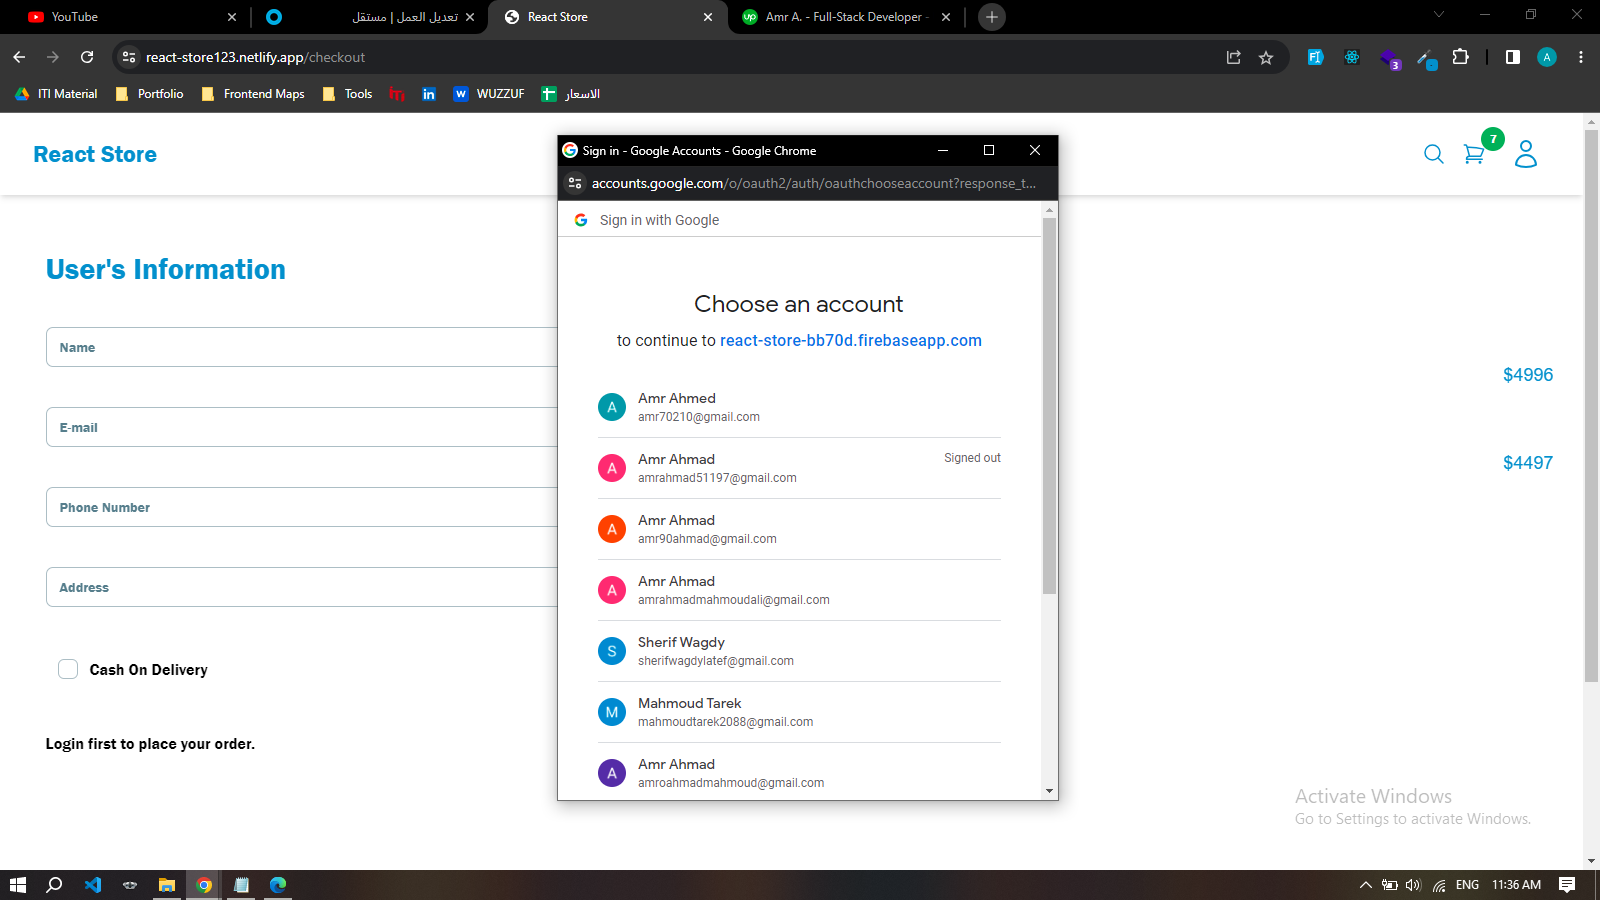 YouTube
تعديل العمل | مستقل
React Store
Amr A. - Full-Stack Developer -
react-store123.netlify.app/checkout
3
A
ITI Material
Portfolio
Frontend Maps
Tools
in
W
WUZZUF
الاسعار
React Store
7
Sign in - Google Accounts - Google Chrome
accounts.google.com/o/oauth2/auth/oauthchooseaccount?response_t...
Sign in with Google
Choose an account
to continue to react-store-bb70d.firebaseapp.com
A
Amr Ahmed
amr70210@gmail.com
A
Amr Ahmad
amrahmad51197@gmail.com
Signed out
A
Amr Ahmad
amr90ahmad@gmail.com
A
Amr Ahmad
amrahmadmahmoudali@gmail.com
S
Sherif Wagdy
sherifwagdylatef@gmail.com
M
Mahmoud Tarek
mahmoudtarek2088@gmail.com
A
Amr Ahmad
amroahmadmahmoud@gmail.com
User's Information
Name
E-mail
Phone Number
Address
Cash On Delivery
Login first to place your order.
$4996
$4497
Activate Windows
Go to Settings to activate Windows.
ENG
11:36 AM